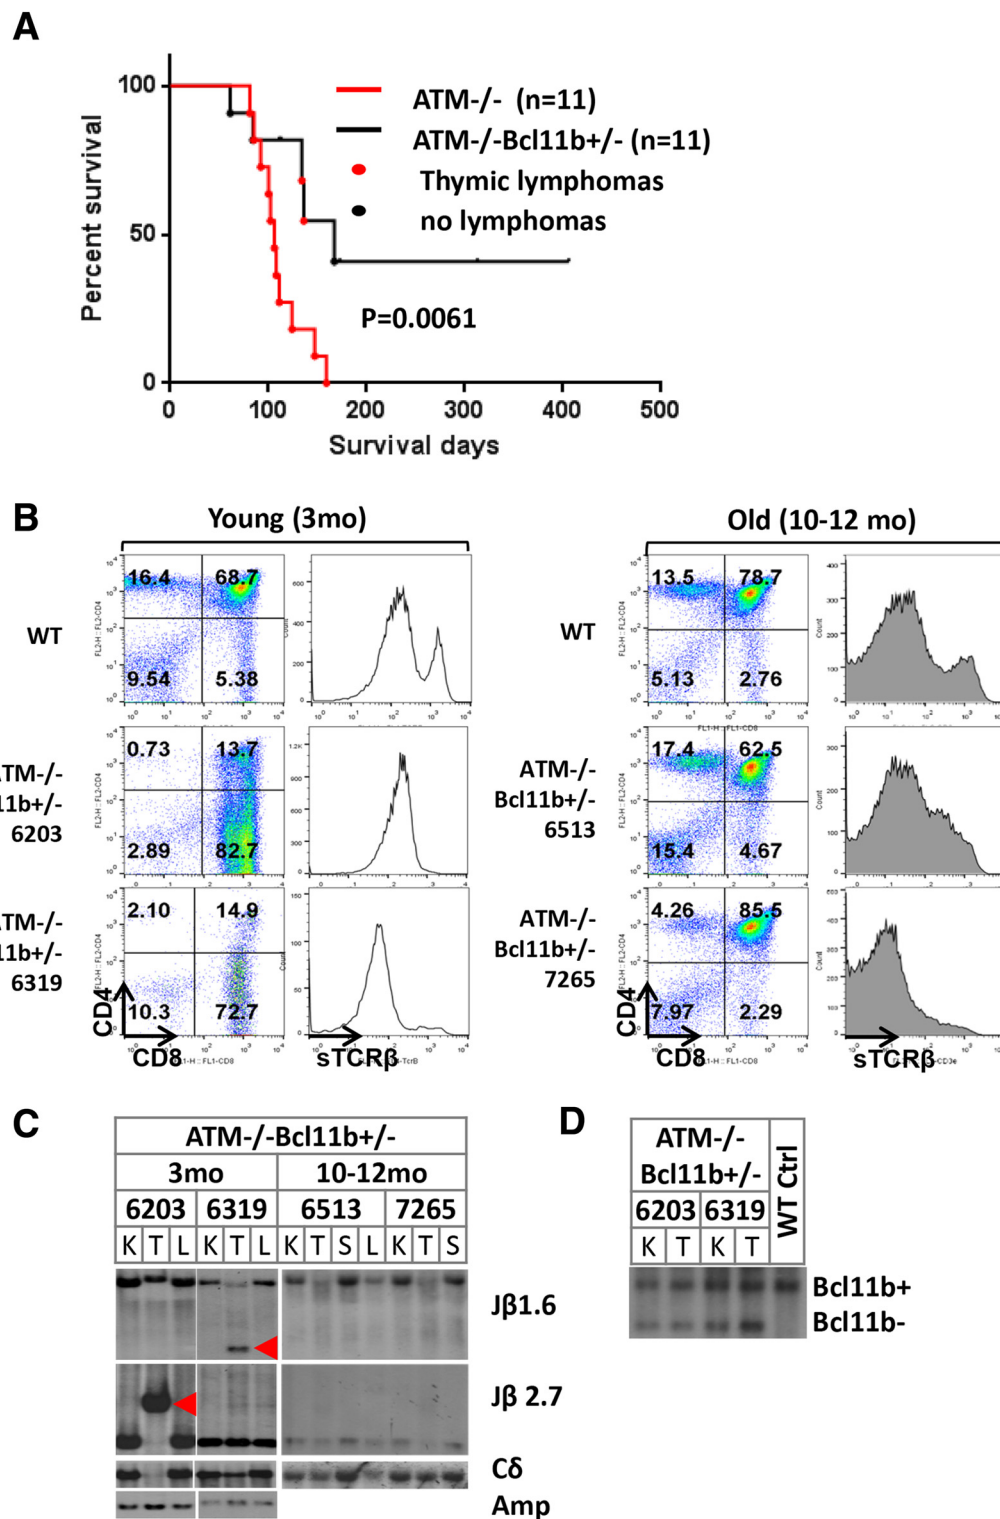 A
100
50
0
Percent survival
0 100 200 300 400 500
Survival days
ATM-/- (n=11)
ATM-/-Bcl11b+/- (n=11)
Thymic lymphomas
no lymphomas
P=0.0061
B
Young (3mo)
Old (10-12 mo)
WT
16.4 68.7
9.54 5.38
WT
13.5 78.7
5.13 2.76
TM-/-
l11b+/-
6203
0.73 13.7
2.89 82.7
ATM-/-
Bcl11b+/-
6513
17.4 62.5
15.4 4.67
TM-/-
l11b+/-
6319
2.10 14.9
10.3 72.7
ATM-/-
Bcl11b+/-
7265
4.26 85.5
7.97 2.29
CD4
CD8
sTCRβ
CD4
CD8
sTCRβ
C
ATM-/-Bcl11b+/-
3mo 10-12mo
6203 6319 6513 7265
K T L K T L K T S L K T S
Jβ1.6
Jβ 2.7
Cδ
Amp
D
ATM-/-
Bcl11b+/-
WT Ctrl
6203 6319
K T K T
Bcl11b+
Bcl11b-